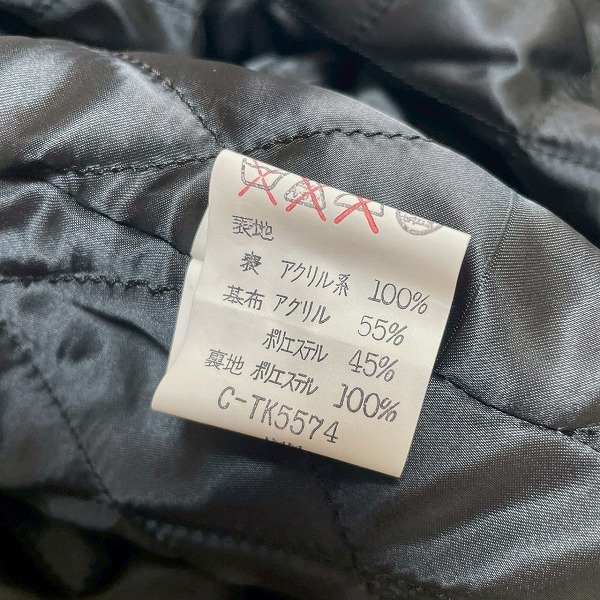 表地
表 アクリル系 100%
基布 アクリル 55%
ポリエステル 45%
裏地 ポリエステル 100%
C-TK5574